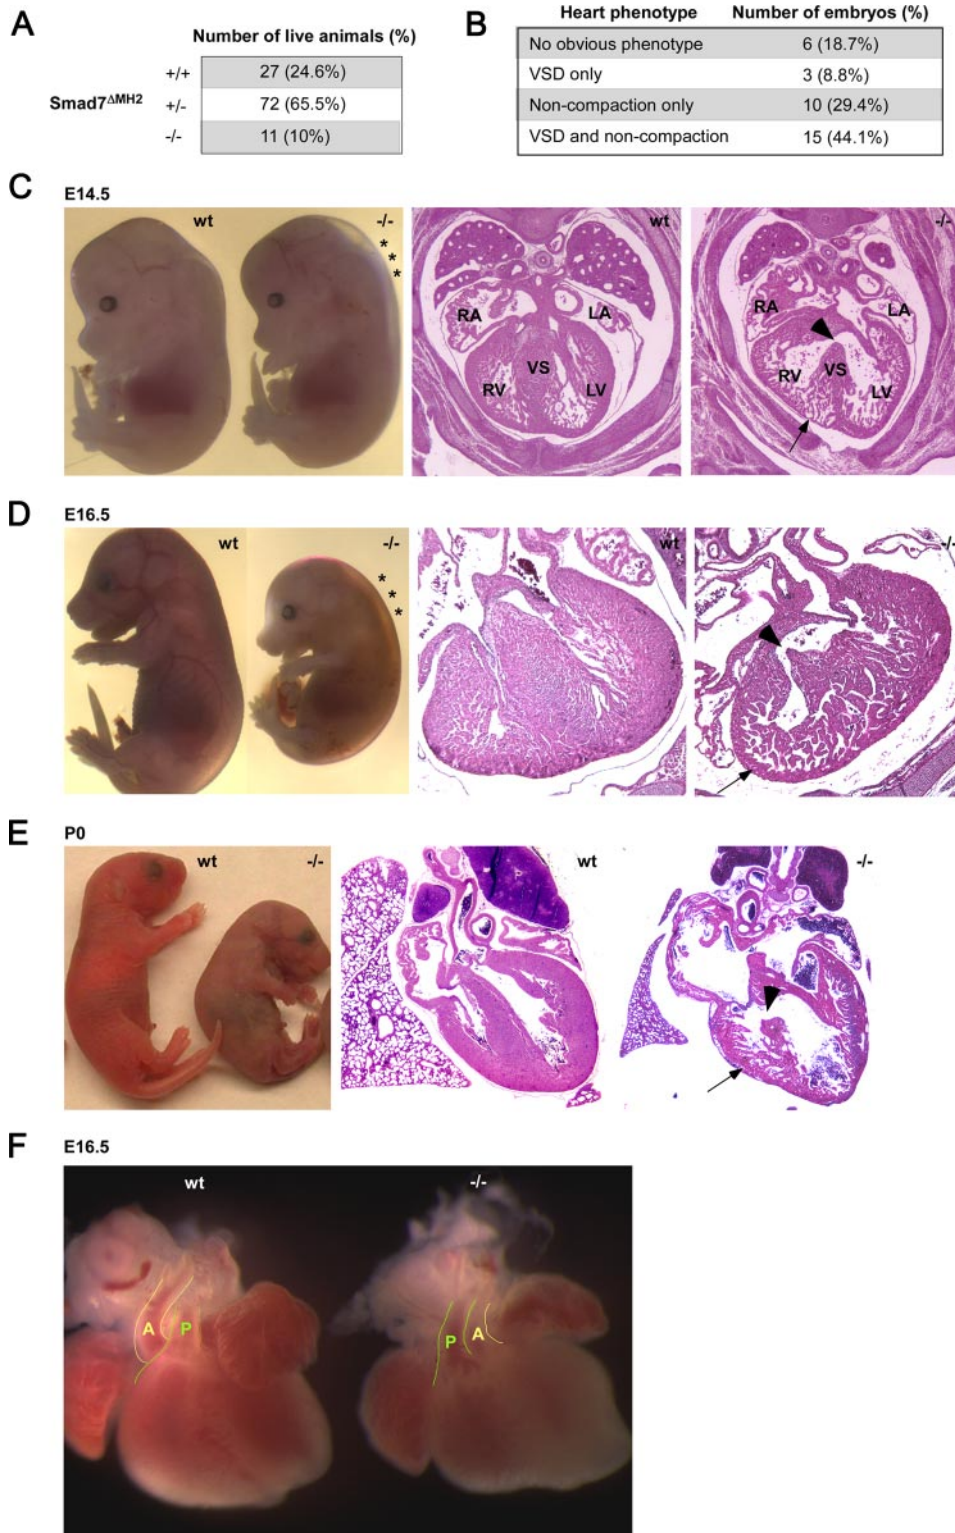 A
Number of live animals (%)
Smad7ΔMH2
+/+ 27 (24.6%)
+/- 72 (65.5%)
-/- 11 (10%)
B
Heart phenotype Number of embryos (%)
No obvious phenotype 6 (18.7%)
VSD only 3 (8.8%)
Non-compaction only 10 (29.4%)
VSD and non-compaction 15 (44.1%)
C
E14.5
wt -/- wt -/-
* * *
RA LA RV VS LV
RA LA RV VS LV
D
E16.5
wt -/- wt -/-
* * *
E
P0
wt -/- wt -/-
F
E16.5
wt -/-
A P P A